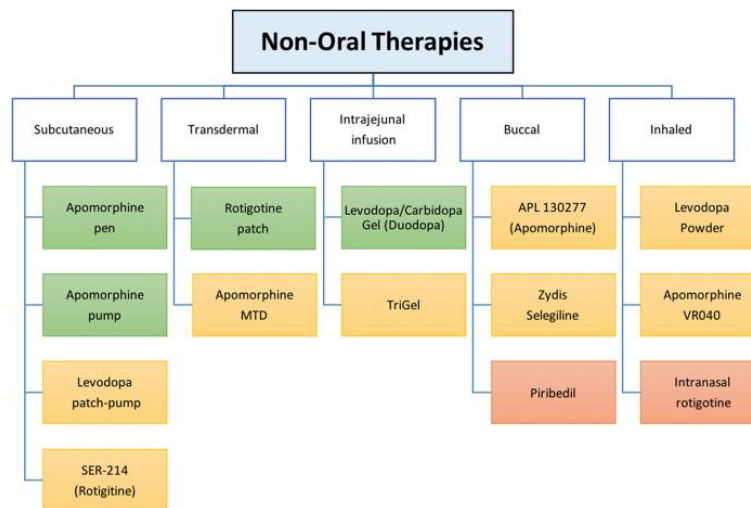 Non-Oral Therapies
Subcutaneous
Transdermal
Intrajejunal
infusion
Buccal
Inhaled
Apomorphine
pen
Rotigotine
patch
Levodopa/Carbidopa
Gel (Duodopa)
APL 130277
(Apomorphine)
Levodopa
Powder
Apomorphine
pump
Apomorphine
MTD
TriGel
Zydis
Selegiline
Apomorphine
VR040
Levodopa
patch-pump
Piribedil
Intranasal
rotigotine
SER-214
(Rotigitine)